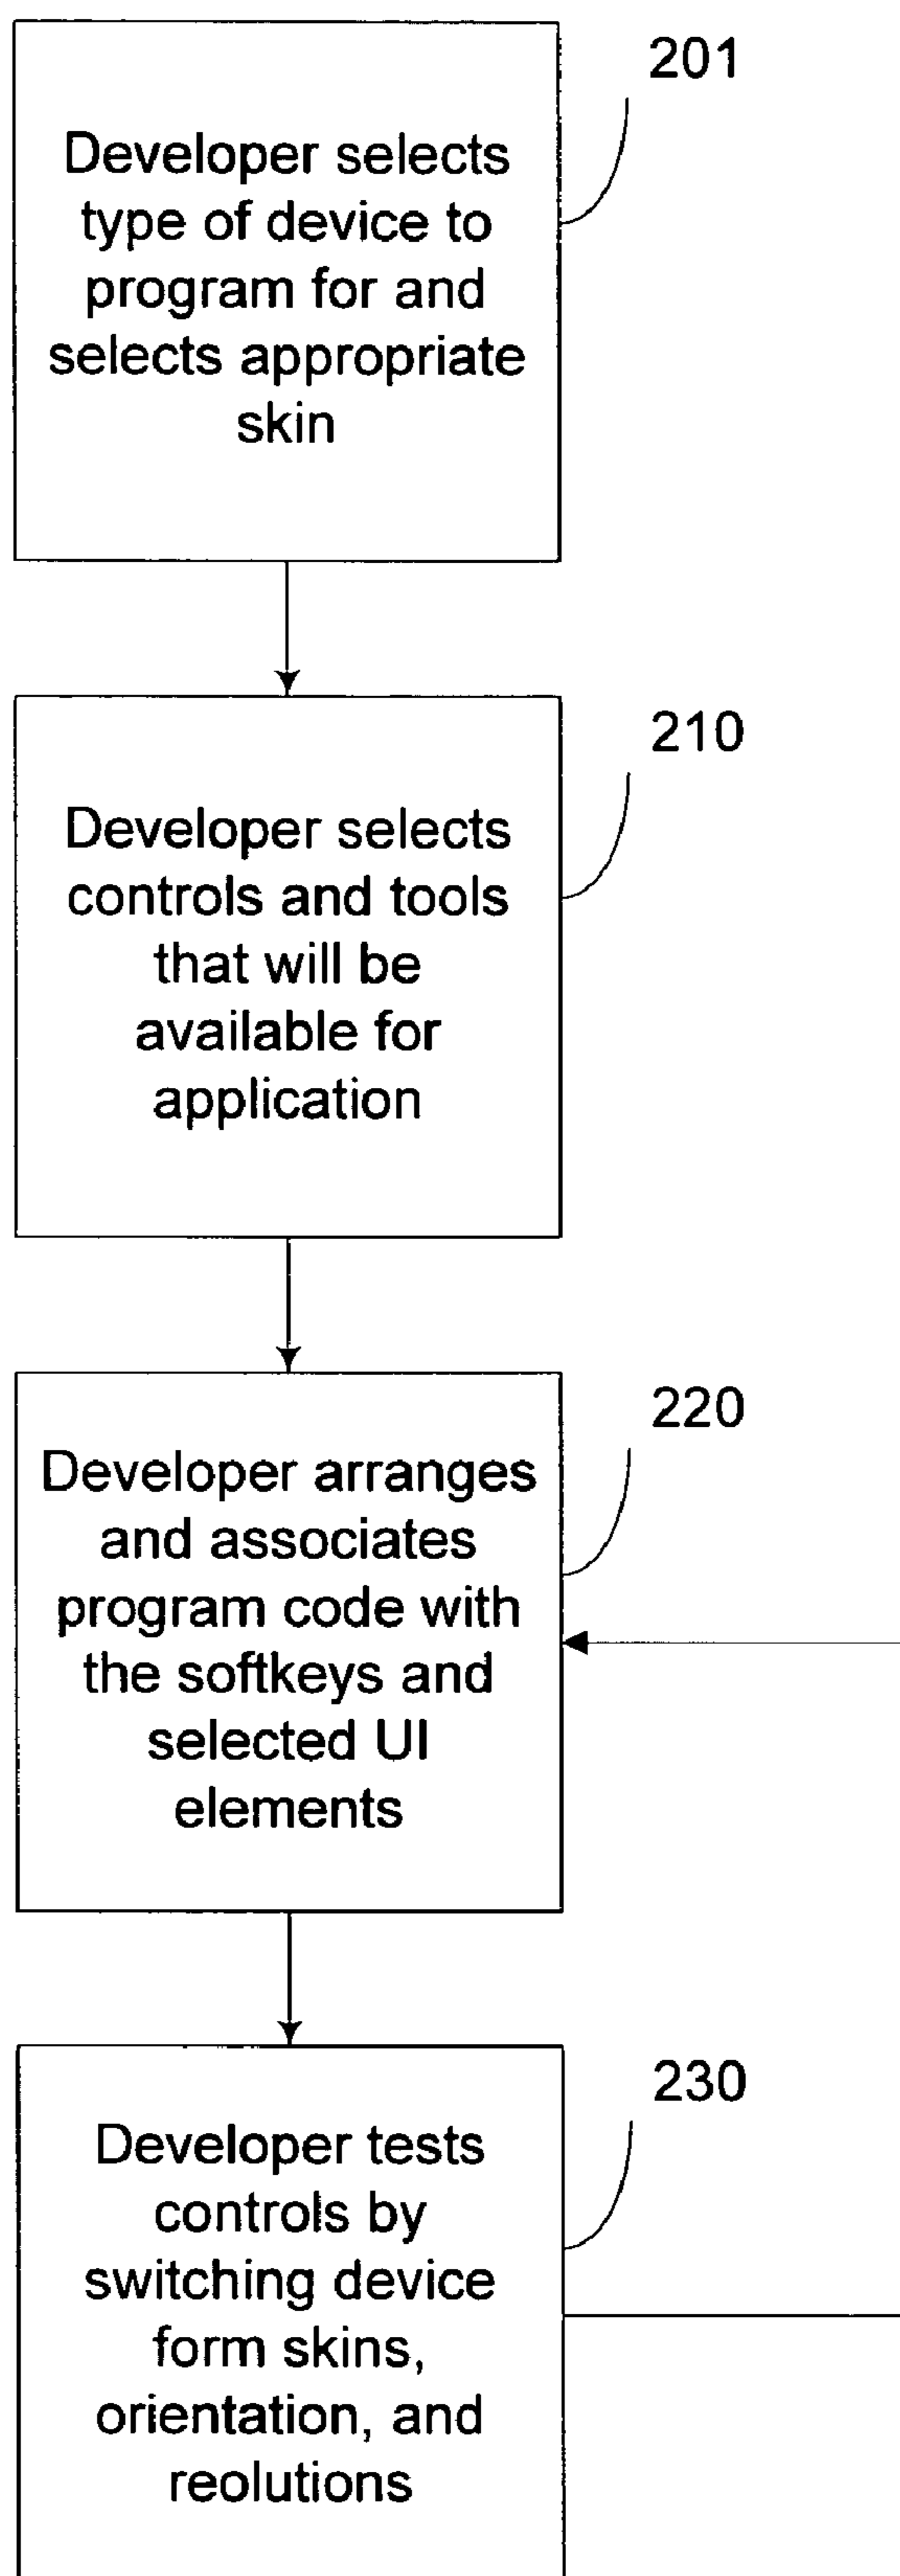 201
Developer selects
type of device to
program for and
selects appropriate
skin
210
Developer selects
controls and tools
that will be
available for
application
220
Developer arranges
and associates
program code with
the softkeys and
selected UI
elements
230
Developer tests
controls by
switching device
form skins,
orientation, and
reolutions